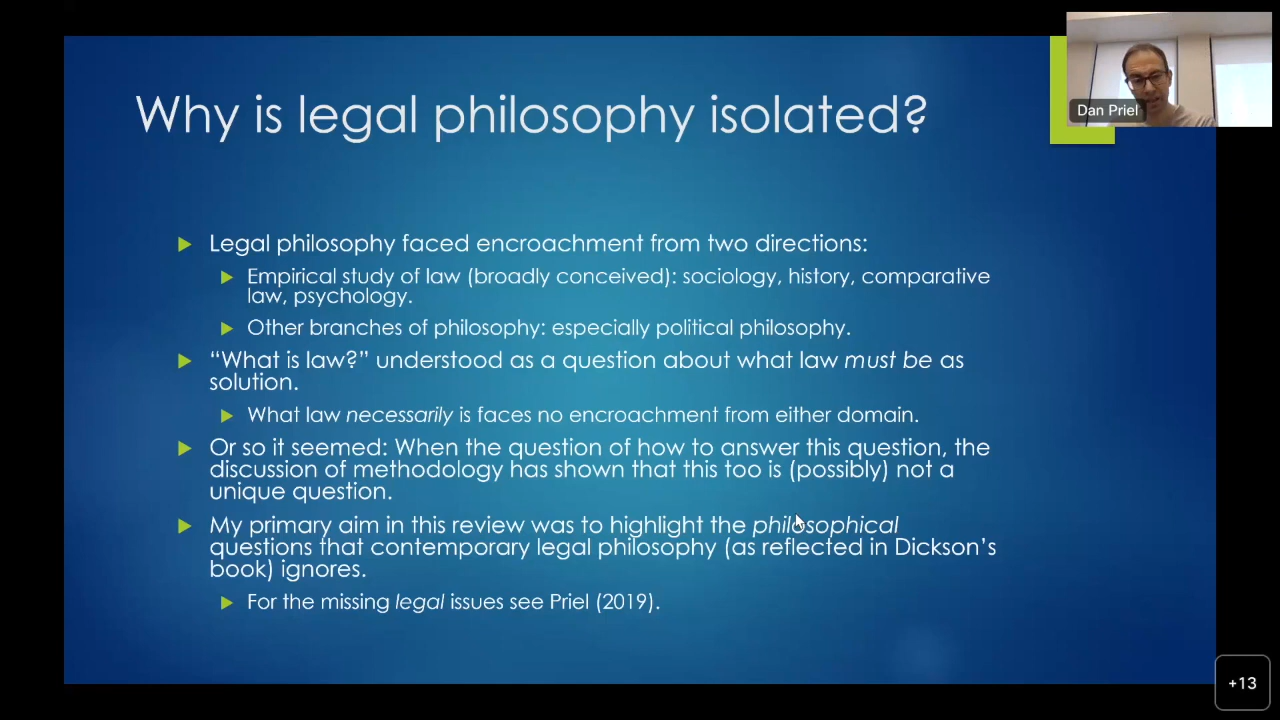 Why is legal philosophy isolated?
Dan Priel
Legal philosophy faced encroachment from two directions:
Empirical study of law (broadly conceived): sociology, history, comparative
law, psychology.
Other branches of philosophy: especially political philosophy.
“What is law?” understood as a question about what law must be as
solution.
What law necessarily is faces no encroachment from either domain.
Or so it seemed: When the question of how to answer this question, the
discussion of methodology has shown that this too is (possibly) not a
unique question.
My primary aim in this review was to highlight the philosophical
questions that contemporary legal philosophy (as reflected in Dickson’s
book) ignores.
For the missing legal issues see Priel (2019).
+13